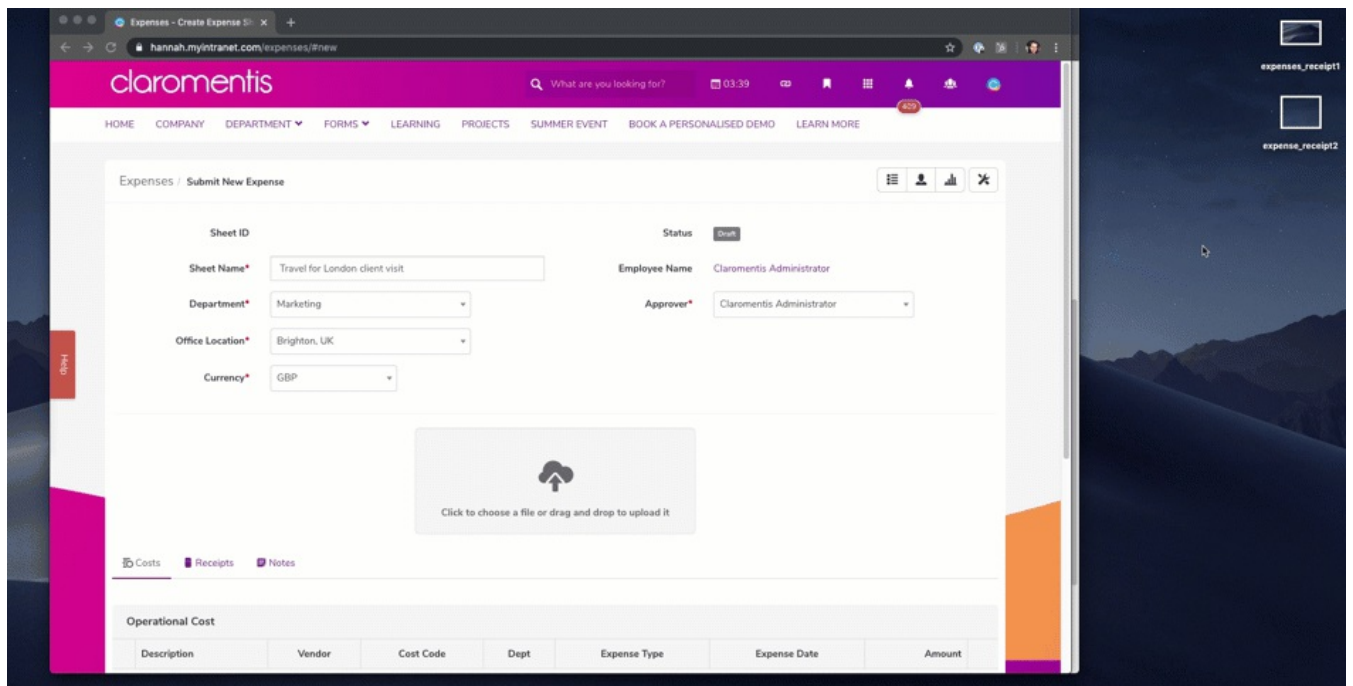 Expenses - Create Expense Sh
hannah.myintranet.com/expenses/#new
claromentis
What are you looking for?
03:39
409
HOME COMPANY DEPARTMENT FORMS LEARNING PROJECTS SUMMER EVENT BOOK A PERSONALISED DEMO LEARN MORE
Expenses / Submit New Expense
Sheet ID
Status Draft
Sheet Name* Travel for London client visit
Employee Name Claromentis Administrator
Department* Marketing
Approver* Claromentis Administrator
Office Location* Brighton, UK
Currency* GBP
Help
Click to choose a file or drag and drop to upload it
Costs Receipts Notes
Operational Cost
Description Vendor Cost Code Dept Expense Type Expense Date Amount
expenses_receipt1
expense_receipt2